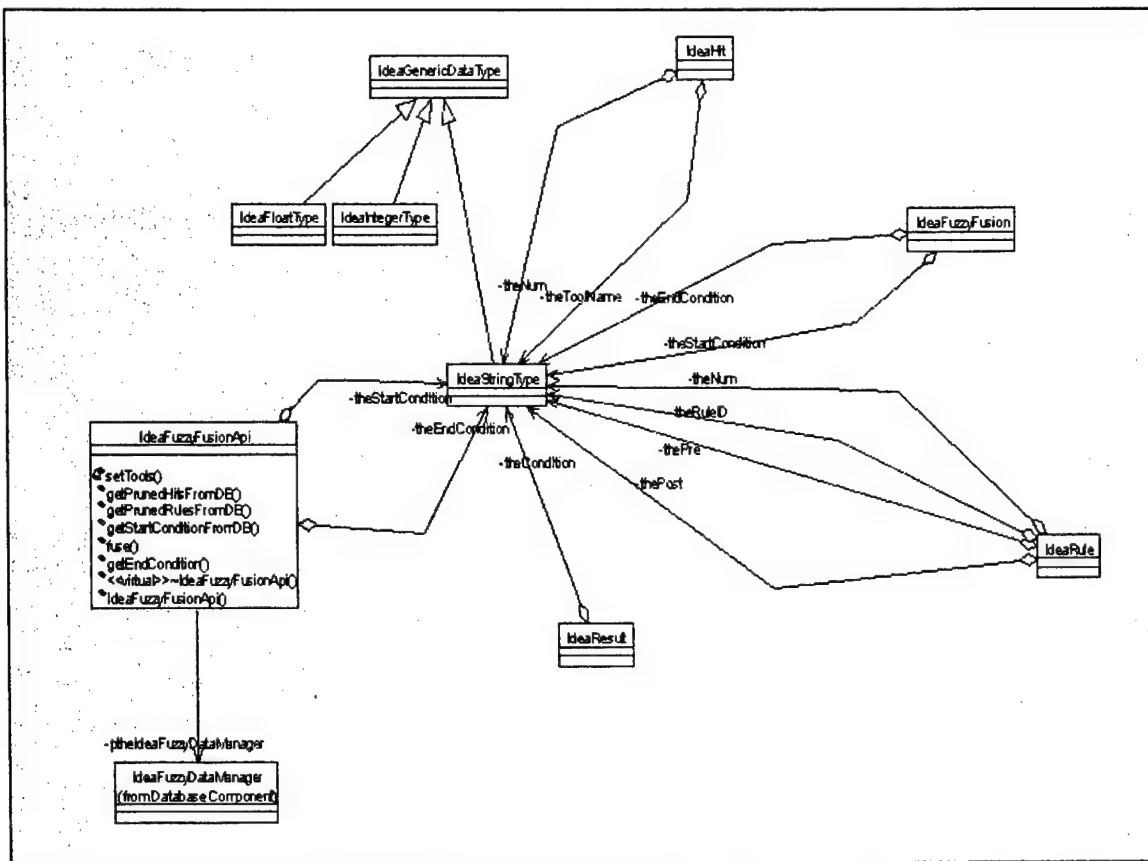 IdeaHit
IdeaGenericDataType
IdeaFloatType
IdeaIntegerType
IdeaFuzzyFusion
-theNum
-theToolName
-theEndCondition
-theStartCondition
IdeaStringType
-theNum
-theStartCondition
-theRuleID
-theEndCondition
-theCondition
-thePre
-thePost
IdeaFuzzyFusionApi
setTools()
getPrunedHitsFromDB()
getPrunedRulesFromDB()
getStartConditionFromDB()
fuse()
getEndCondition()
<<virtual>>~IdeaFuzzyFusionApi()
IdeaFuzzyFusionApi()
IdeaRule
IdeaResult
-ptheIdeaFuzzyDataManager
IdeaFuzzyDataManager
(from Database Component)